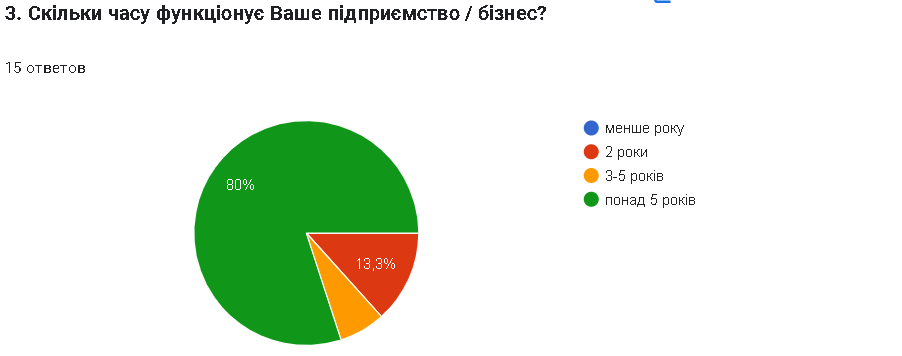 3. Скільки часу функціонує Ваше підприємство / бізнес?
15 ответов
80%
13,3%
менше року
2 роки
3-5 років
понад 5 років